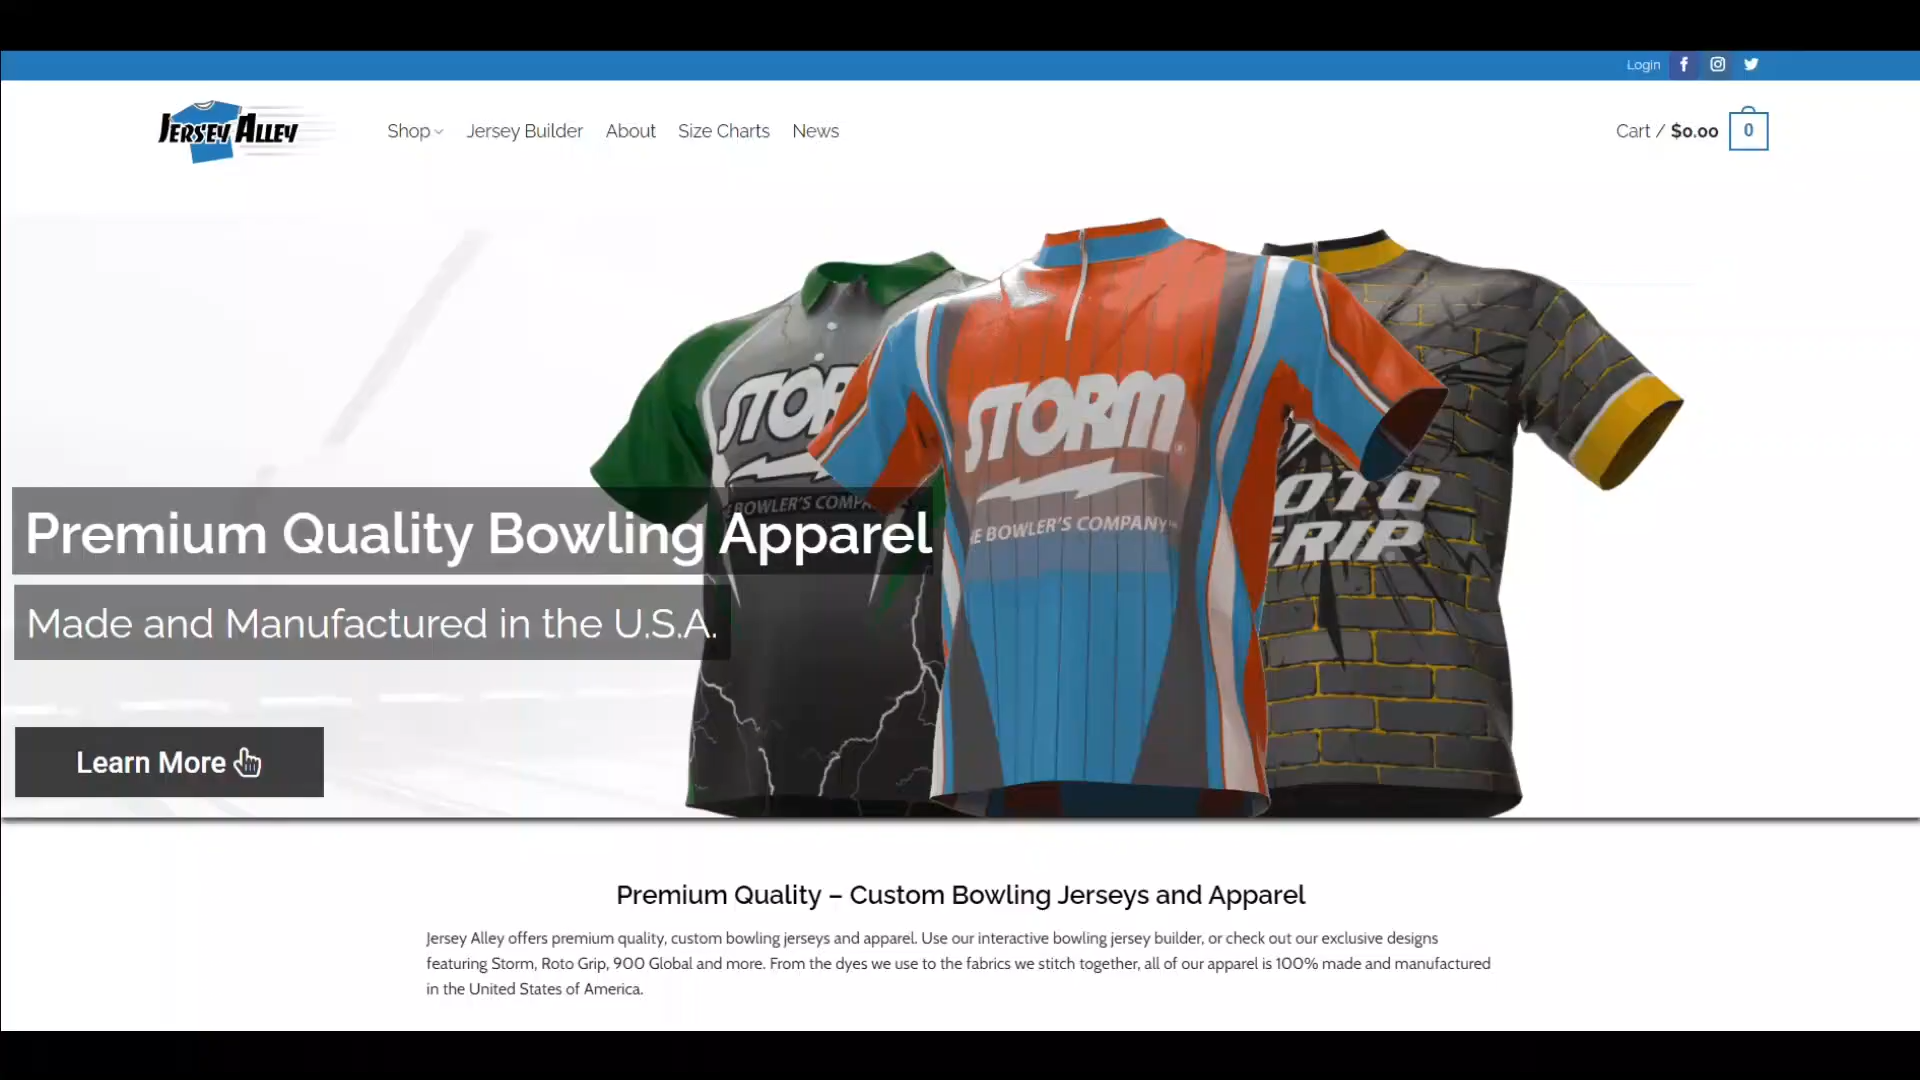 Login
JERSEY ALLEY
Shop
Jersey Builder
About
Size Charts
News
Cart / $0.00
0
STORM
BOWLER'S
STORM
BOWLER'S COMPANY
GRIP
Premium Quality Bowling Apparel
Made and Manufactured in the U.S.A.
Learn More
Premium Quality – Custom Bowling Jerseys and Apparel
Jersey Alley offers premium quality, custom bowling jerseys and apparel. Use our interactive bowling jersey builder, or check out our exclusive designs
featuring Storm, Roto Grip, 900 Global and more. From the dyes we use to the fabrics we stitch together, all of our apparel is 100% made and manufactured
in the United States of America.